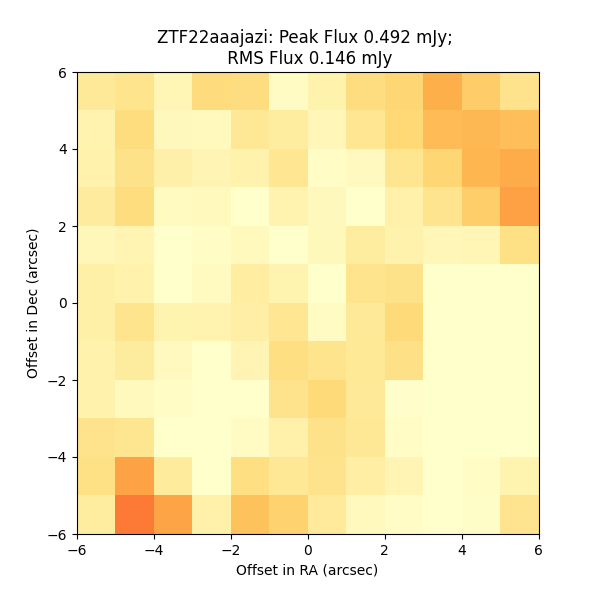 ZTF22aaajazi: Peak Flux 0.492 mJy;
RMS Flux 0.146 mJy
6
4
2
0
−2
−4
−6
Offset in Dec (arcsec)
−6 −4 −2 0 2 4 6
Offset in RA (arcsec)